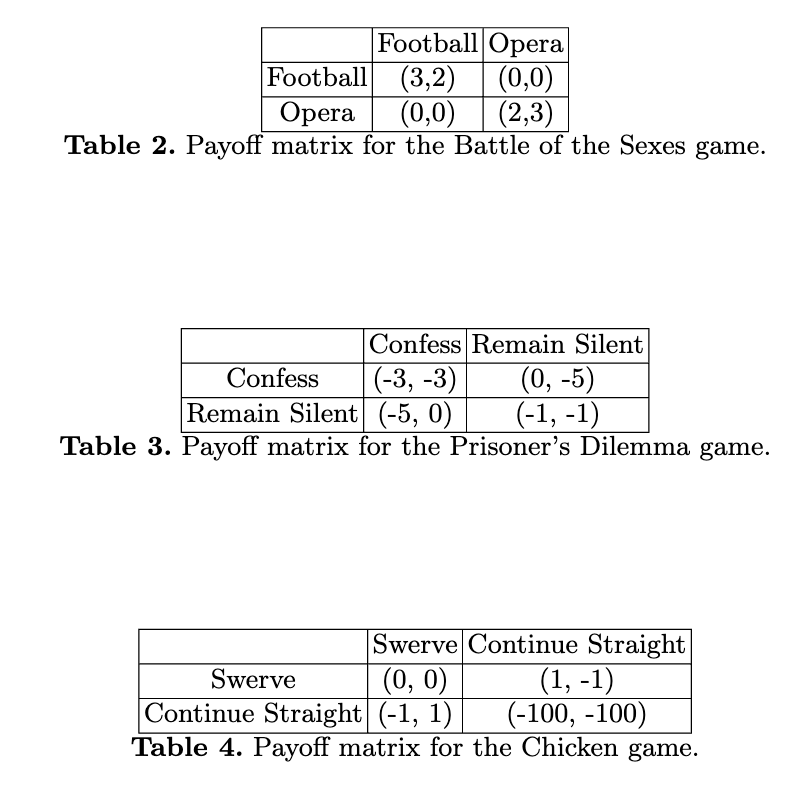 Football Opera
Football (3,2) (0,0)
Opera (0,0) (2,3)
Table 2. Payoff matrix for the Battle of the Sexes game.
Confess Remain Silent
Confess (-3, -3) (0, -5)
Remain Silent (-5, 0) (-1, -1)
Table 3. Payoff matrix for the Prisoner's Dilemma game.
Swerve Continue Straight
Swerve (0, 0) (1, -1)
Continue Straight (-1, 1) (-100, -100)
Table 4. Payoff matrix for the Chicken game.